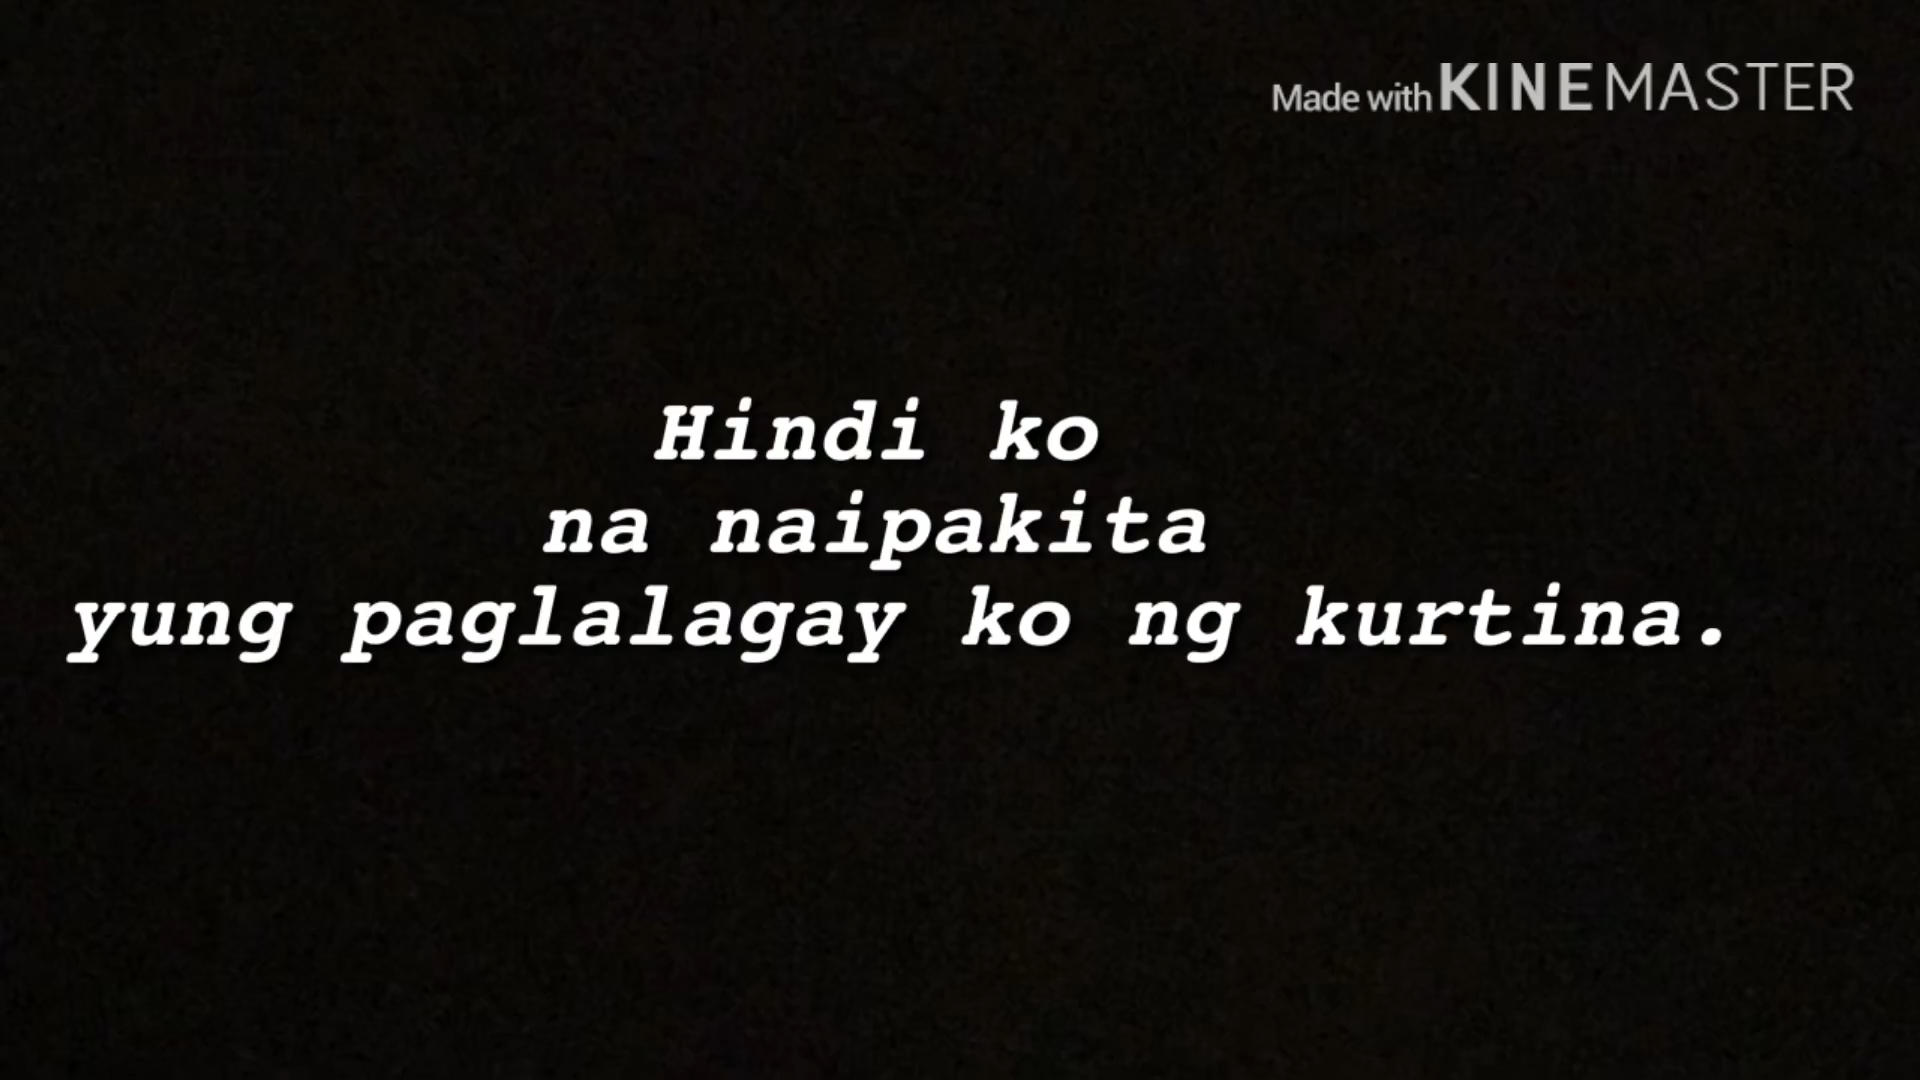 Made with KINEMASTER
Hindi ko
na naipakita
yung paglalagay ko ng kurtina.